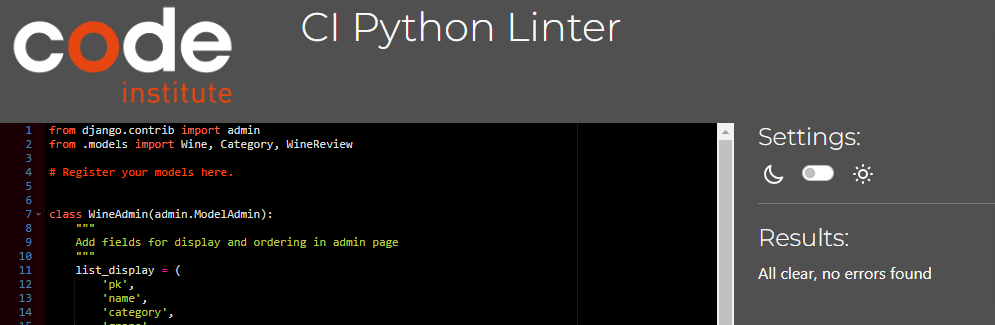 code
institute
CI Python Linter
1 from django.contrib import admin
2 from .models import Wine, Category, WineReview
3
4 # Register your models here.
5
6
7 class WineAdmin(admin.ModelAdmin):
8 """
9 Add fields for display and ordering in admin page
10 """
11 list_display = (
12 'pk',
13 'name',
14 'category',
Settings:
Results:
All clear, no errors found